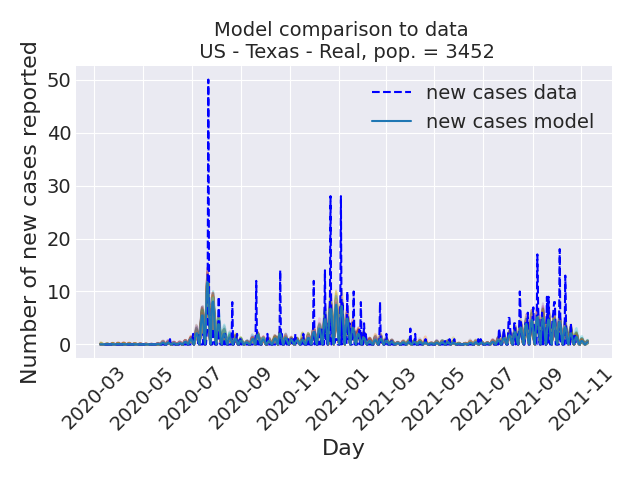 Model comparison to data
US - Texas - Real, pop. = 3452
Number of new cases reported
50
40
30
20
10
0
new cases data
new cases model
2020-03
2020-05
2020-07
2020-09
2020-11
2021-01
2021-03
2021-05
2021-07
2021-09
2021-11
Day